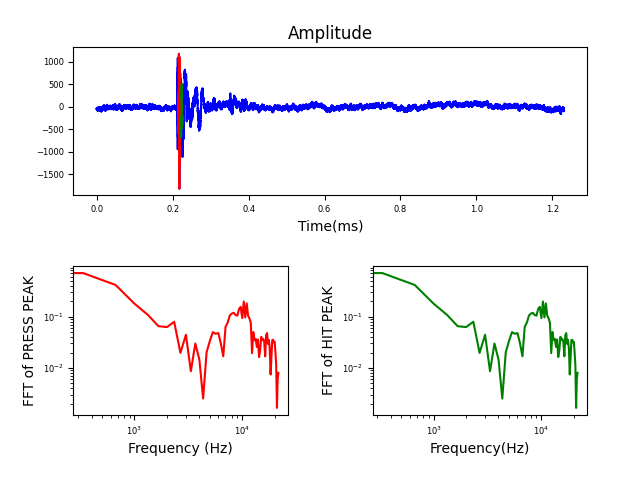 Amplitude
1000
500
0
−500
−1000
−1500
0.0 0.2 0.4 0.6 0.8 1.0 1.2
Time(ms)
FFT of PRESS PEAK
10⁻¹
10⁻²
10³ 10⁴
Frequency (Hz)
FFT of HIT PEAK
10⁻¹
10⁻²
10³ 10⁴
Frequency(Hz)